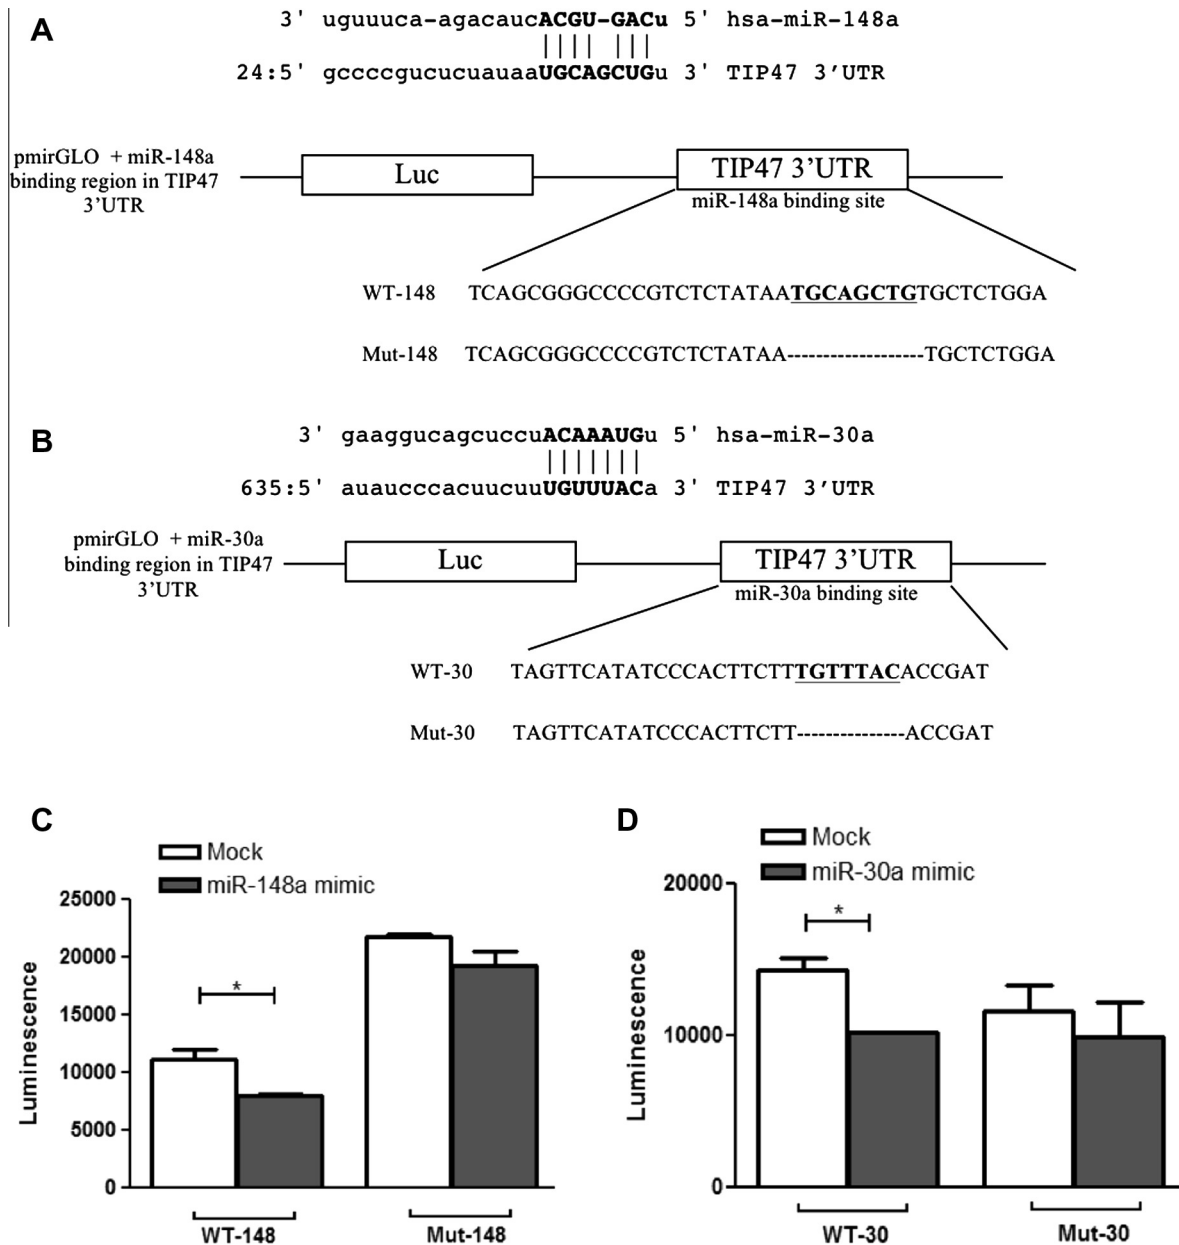 A
3' uguuuca-agacaucACGU-GACu 5' hsa-miR-148a
24:5' gccccgucucuauaaUGCAGCUGu 3' TIP47 3'UTR
pmirGLO + miR-148a
binding region in TIP47
3'UTR
Luc
TIP47 3'UTR
miR-148a binding site
WT-148 TCAGCGGGCCCCGTCTCTATAATGCAGCTGTGCTCTGGA
Mut-148 TCAGCGGGCCCCGTCTCTATAA-------------------TGCTCTGGA
B
3' gaaggucagcuccuACAAAUGu 5' hsa-miR-30a
635:5' auaucccacuucuuUGUUUACa 3' TIP47 3'UTR
pmirGLO + miR-30a
binding region in TIP47
3'UTR
Luc
TIP47 3'UTR
miR-30a binding site
WT-30 TAGTTCATATCCCACTTCTTTGTTTACACCGAT
Mut-30 TAGTTCATATCCCACTTCTT---------------ACCGAT
C
Mock
miR-148a mimic
Luminescence
25000
20000
15000
10000
5000
0
*
WT-148
Mut-148
D
Mock
miR-30a mimic
Luminescence
20000
10000
0
*
WT-30
Mut-30